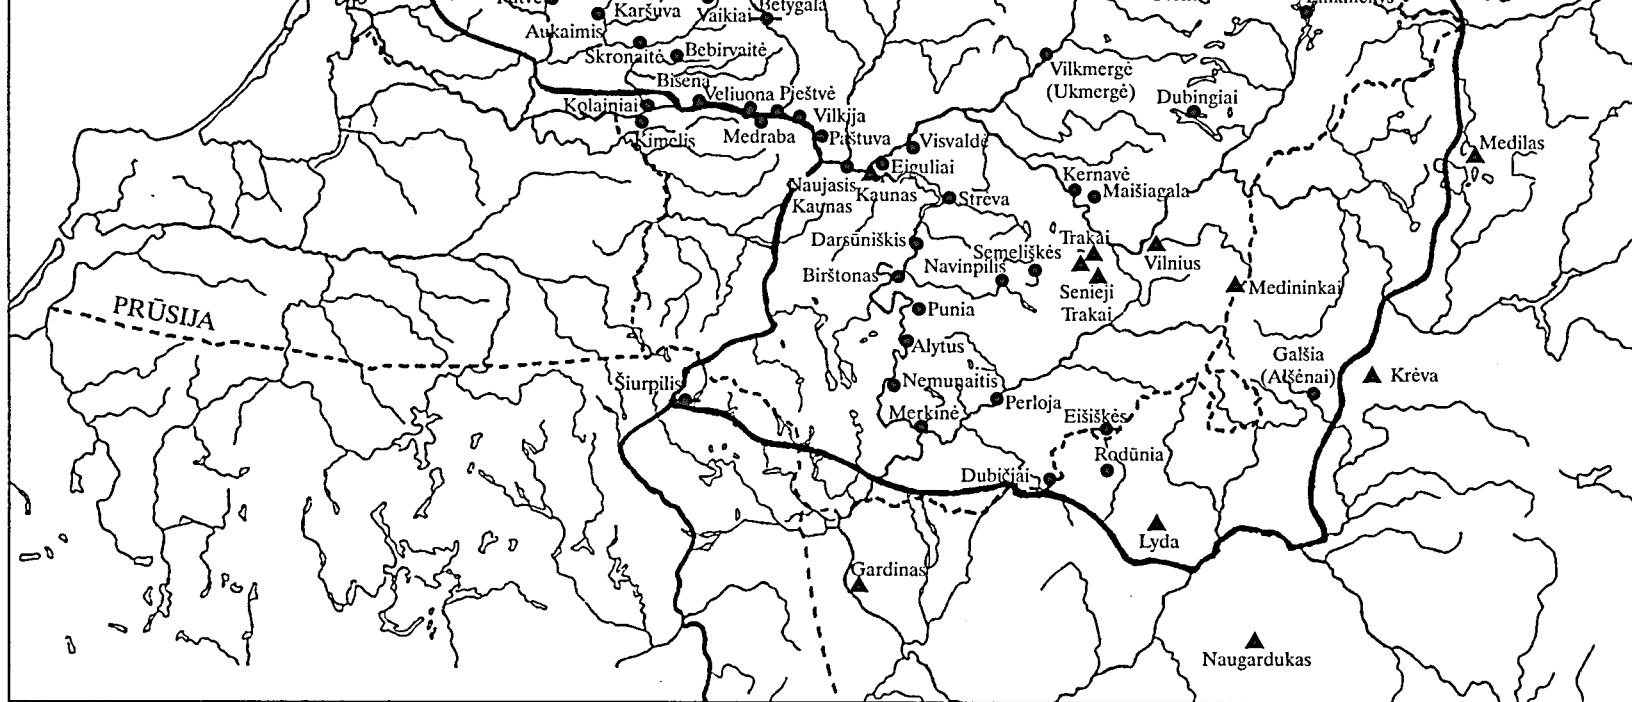 Karšuva
Vaikiai
Betygala
Aukaimis
Skronaitė
Bebirvaitė
Bisena
Veliuona
Pieštvė
Kolainiai
Vilkija
Kimelis
Medraba
Paštuva
Vilkmergė
(Ukmergė)
Dubingiai
Visvaldė
Eiguliai
Medilas
Naujasis
Kaunas
Kaunas
Strėva
Kernavė
Maišiagala
Darsūniškis
Semeliškės
Trakai
Vilnius
Birštonas
Navinpilis
Senieji
Trakai
Medininkai
PRŪSIJA
Punia
Alytus
Galšia
(Alšėnai)
Krėva
Šiurpilis
Nemunaitis
Perloja
Merkinė
Eišiškės
Rodūnia
Dubičiai
Lyda
Gardinas
Naugardukas